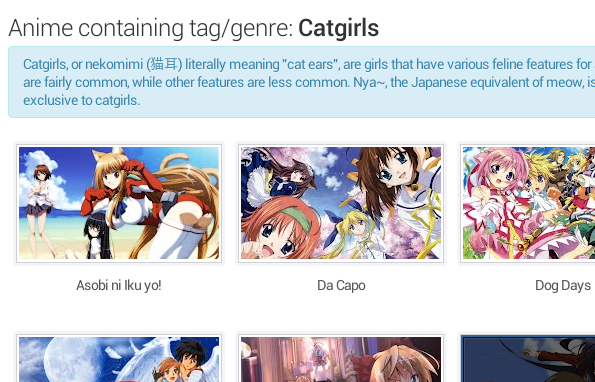 Anime containing tag/genre: Catgirls
Catgirls, or nekomimi (猫耳) literally meaning "cat ears", are girls that have various feline features for
are fairly common, while other features are less common. Nya~, the Japanese equivalent of meow, is
exclusive to catgirls.
Asobi ni Iku yo!
Da Capo
Dog Days